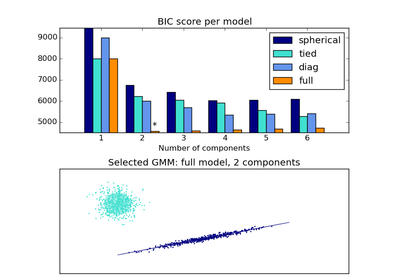 BIC score per model
9000
8000
7000
6000
5000
spherical
tied
diag
full
*
1 2 3 4 5 6
Number of components
Selected GMM: full model, 2 components